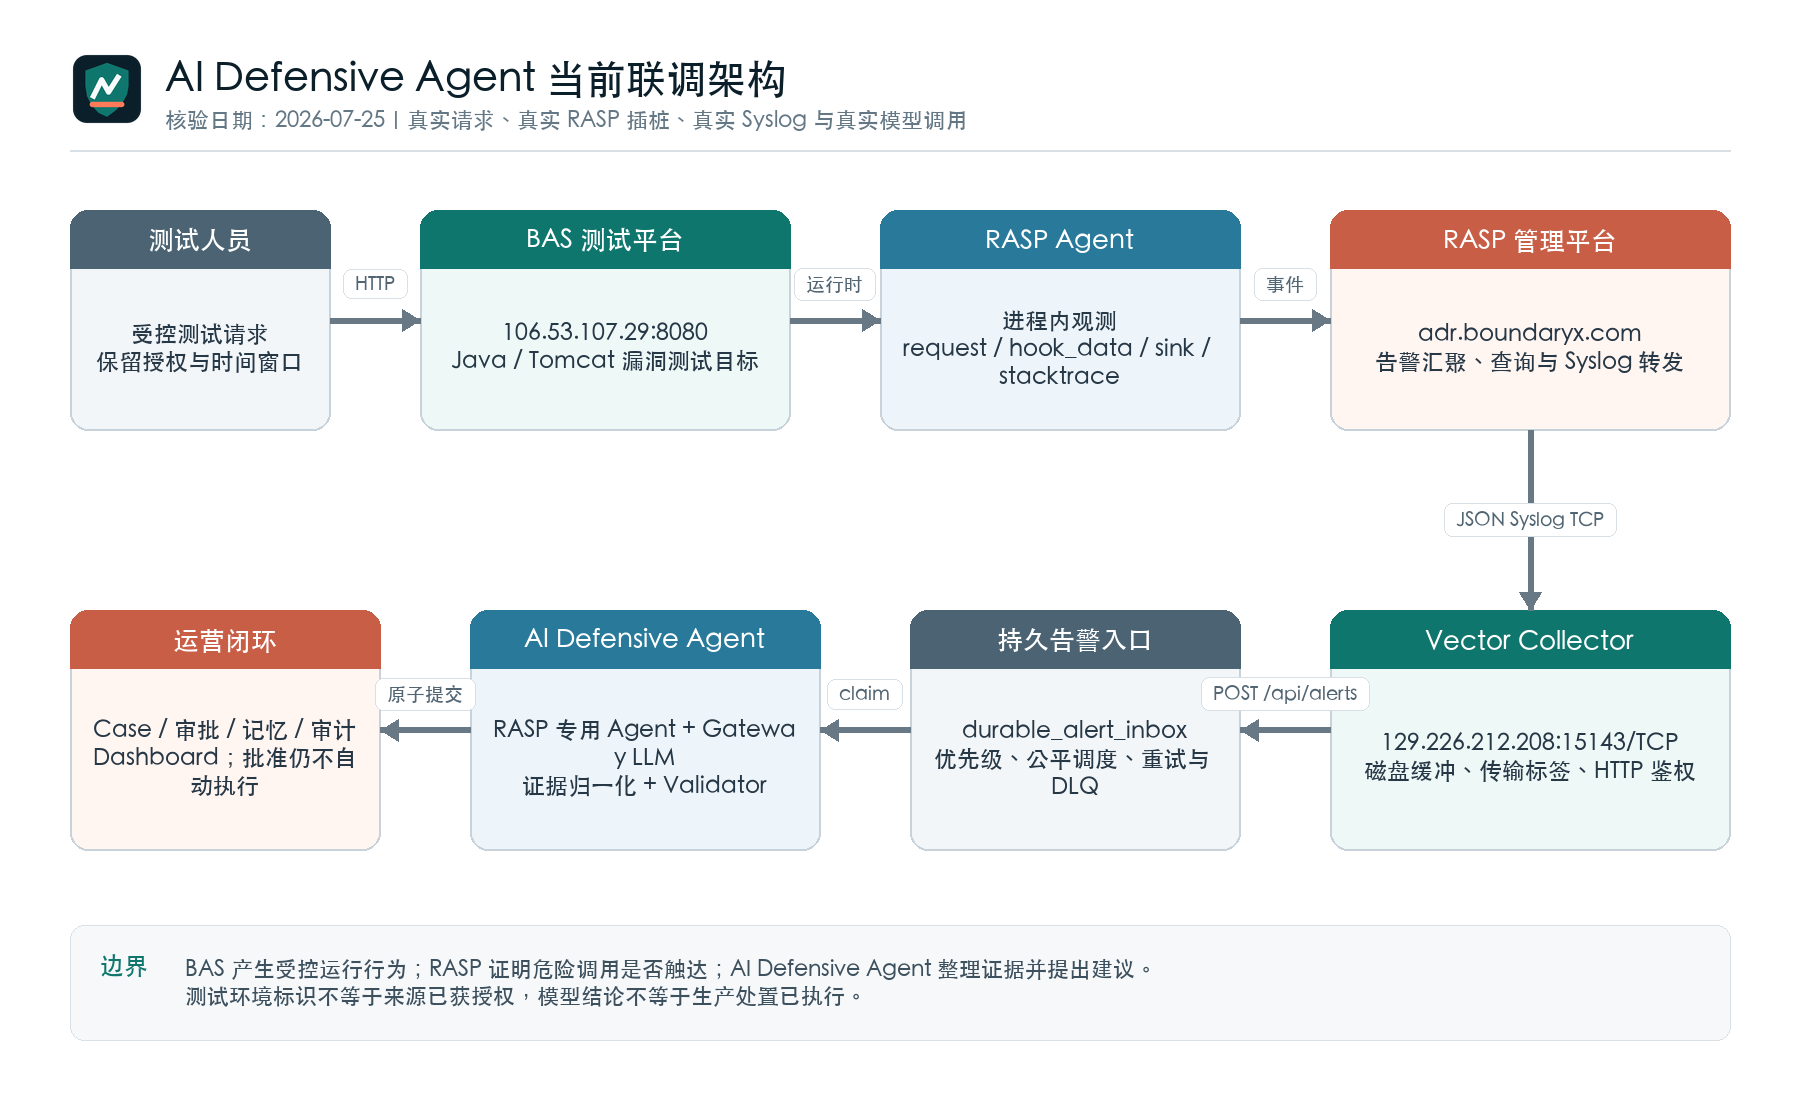 AI Defensive Agent 当前联调架构
核验日期：2026-07-25 | 真实请求、真实 RASP 插桩、真实 Syslog 与真实模型调用
测试人员
受控测试请求
保留授权与时间窗口
HTTP
BAS 测试平台
106.53.107.29:8080
Java / Tomcat 漏洞测试目标
运行时
RASP Agent
进程内观测
request / hook_data / sink /
stacktrace
事件
RASP 管理平台
adr.boundaryx.com
告警汇聚、查询与 Syslog 转发
JSON Syslog TCP
运营闭环
Case / 审批 / 记忆 / 审计
Dashboard；批准仍不自
动执行
原子提交
AI Defensive Agent
RASP 专用 Agent + Gatewa
y LLM
证据归一化 + Validator
claim
持久告警入口
durable_alert_inbox
优先级、公平调度、重试与
DLQ
POST /api/alerts
Vector Collector
129.226.212.208:15143/TCP
磁盘缓冲、传输标签、HTTP 鉴权
边界
BAS 产生受控运行行为；RASP 证明危险调用是否触达；AI Defensive Agent 整理证据并提出建议。
测试环境标识不等于来源已获授权，模型结论不等于生产处置已执行。